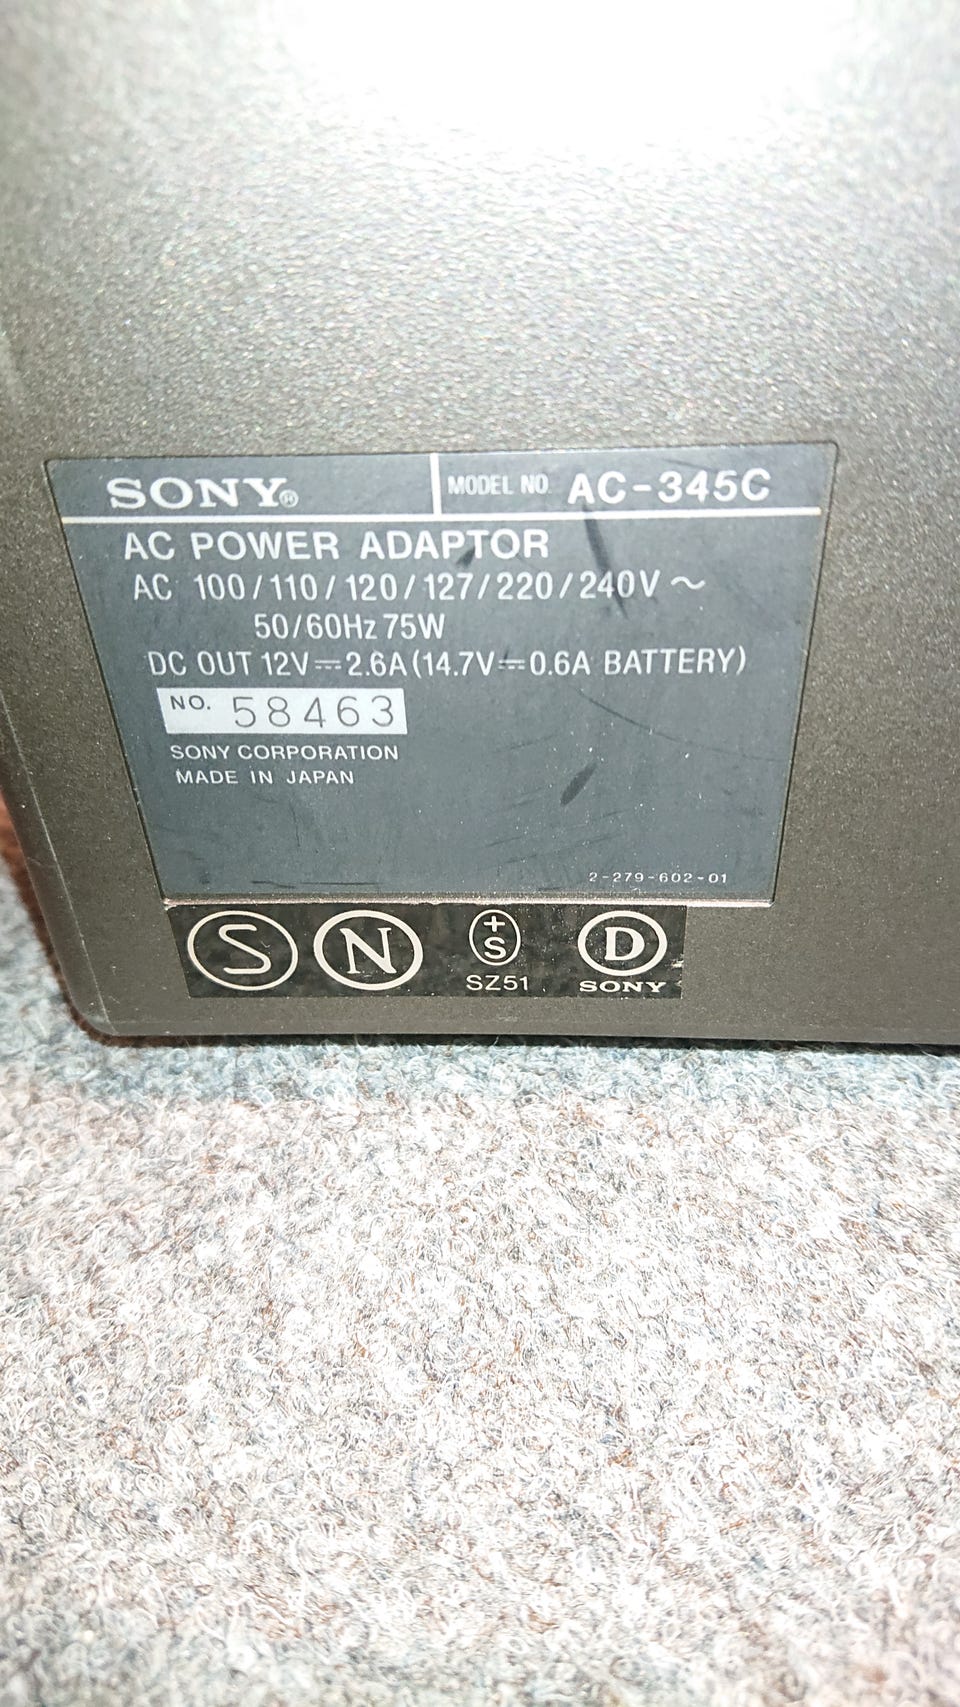 SONY® MODEL NO. AC-345C
AC POWER ADAPTOR
AC 100/110/120/127/220/240V ~
50/60Hz 75W
DC OUT 12V⎓2.6A (14.7V⎓0.6A BATTERY)
NO. 58463
SONY CORPORATION
MADE IN JAPAN
2-279-602-01
S N +S D
SZ51 SONY